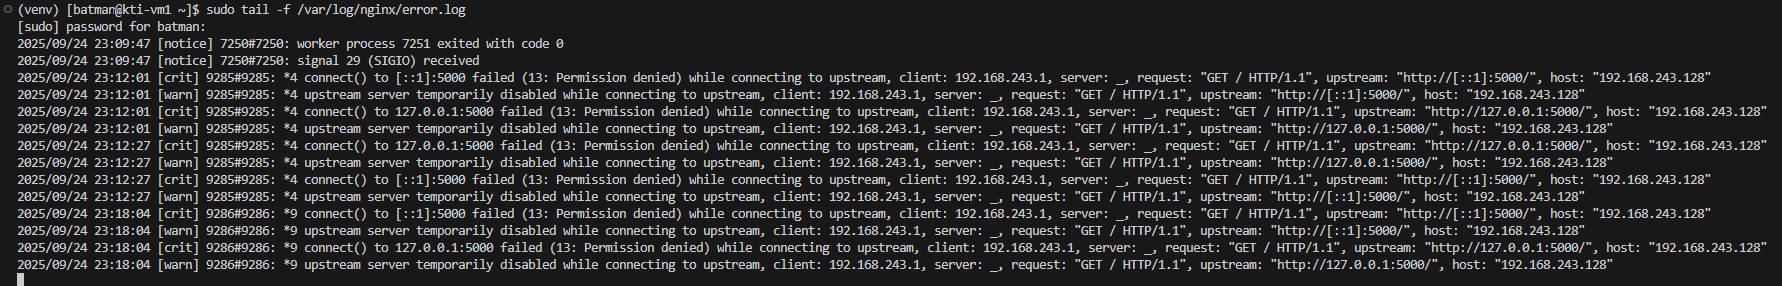 (venv) [batman@kti-vm1 ~]$ sudo tail -f /var/log/nginx/error.log
[sudo] password for batman:
2025/09/24 23:09:47 [notice] 7250#7250: worker process 7251 exited with code 0
2025/09/24 23:09:47 [notice] 7250#7250: signal 29 (SIGIO) received
2025/09/24 23:12:01 [crit] 9285#9285: *4 connect() to [::1]:5000 failed (13: Permission denied) while connecting to upstream, client: 192.168.243.1, server: _, request: "GET / HTTP/1.1", upstream: "http://[::1]:5000/", host: "192.168.243.128"
2025/09/24 23:12:01 [warn] 9285#9285: *4 upstream server temporarily disabled while connecting to upstream, client: 192.168.243.1, server: _, request: "GET / HTTP/1.1", upstream: "http://[::1]:5000/", host: "192.168.243.128"
2025/09/24 23:12:01 [crit] 9285#9285: *4 connect() to 127.0.0.1:5000 failed (13: Permission denied) while connecting to upstream, client: 192.168.243.1, server: _, request: "GET / HTTP/1.1", upstream: "http://127.0.0.1:5000/", host: "192.168.243.128"
2025/09/24 23:12:01 [warn] 9285#9285: *4 upstream server temporarily disabled while connecting to upstream, client: 192.168.243.1, server: _, request: "GET / HTTP/1.1", upstream: "http://127.0.0.1:5000/", host: "192.168.243.128"
2025/09/24 23:12:27 [crit] 9285#9285: *4 connect() to 127.0.0.1:5000 failed (13: Permission denied) while connecting to upstream, client: 192.168.243.1, server: _, request: "GET / HTTP/1.1", upstream: "http://127.0.0.1:5000/", host: "192.168.243.128"
2025/09/24 23:12:27 [warn] 9285#9285: *4 upstream server temporarily disabled while connecting to upstream, client: 192.168.243.1, server: _, request: "GET / HTTP/1.1", upstream: "http://127.0.0.1:5000/", host: "192.168.243.128"
2025/09/24 23:12:27 [crit] 9285#9285: *4 connect() to [::1]:5000 failed (13: Permission denied) while connecting to upstream, client: 192.168.243.1, server: _, request: "GET / HTTP/1.1", upstream: "http://[::1]:5000/", host: "192.168.243.128"
2025/09/24 23:12:27 [warn] 9285#9285: *4 upstream server temporarily disabled while connecting to upstream, client: 192.168.243.1, server: _, request: "GET / HTTP/1.1", upstream: "http://[::1]:5000/", host: "192.168.243.128"
2025/09/24 23:18:04 [crit] 9286#9286: *9 connect() to [::1]:5000 failed (13: Permission denied) while connecting to upstream, client: 192.168.243.1, server: _, request: "GET / HTTP/1.1", upstream: "http://[::1]:5000/", host: "192.168.243.128"
2025/09/24 23:18:04 [warn] 9286#9286: *9 upstream server temporarily disabled while connecting to upstream, client: 192.168.243.1, server: _, request: "GET / HTTP/1.1", upstream: "http://[::1]:5000/", host: "192.168.243.128"
2025/09/24 23:18:04 [crit] 9286#9286: *9 connect() to 127.0.0.1:5000 failed (13: Permission denied) while connecting to upstream, client: 192.168.243.1, server: _, request: "GET / HTTP/1.1", upstream: "http://127.0.0.1:5000/", host: "192.168.243.128"
2025/09/24 23:18:04 [warn] 9286#9286: *9 upstream server temporarily disabled while connecting to upstream, client: 192.168.243.1, server: _, request: "GET / HTTP/1.1", upstream: "http://127.0.0.1:5000/", host: "192.168.243.128"